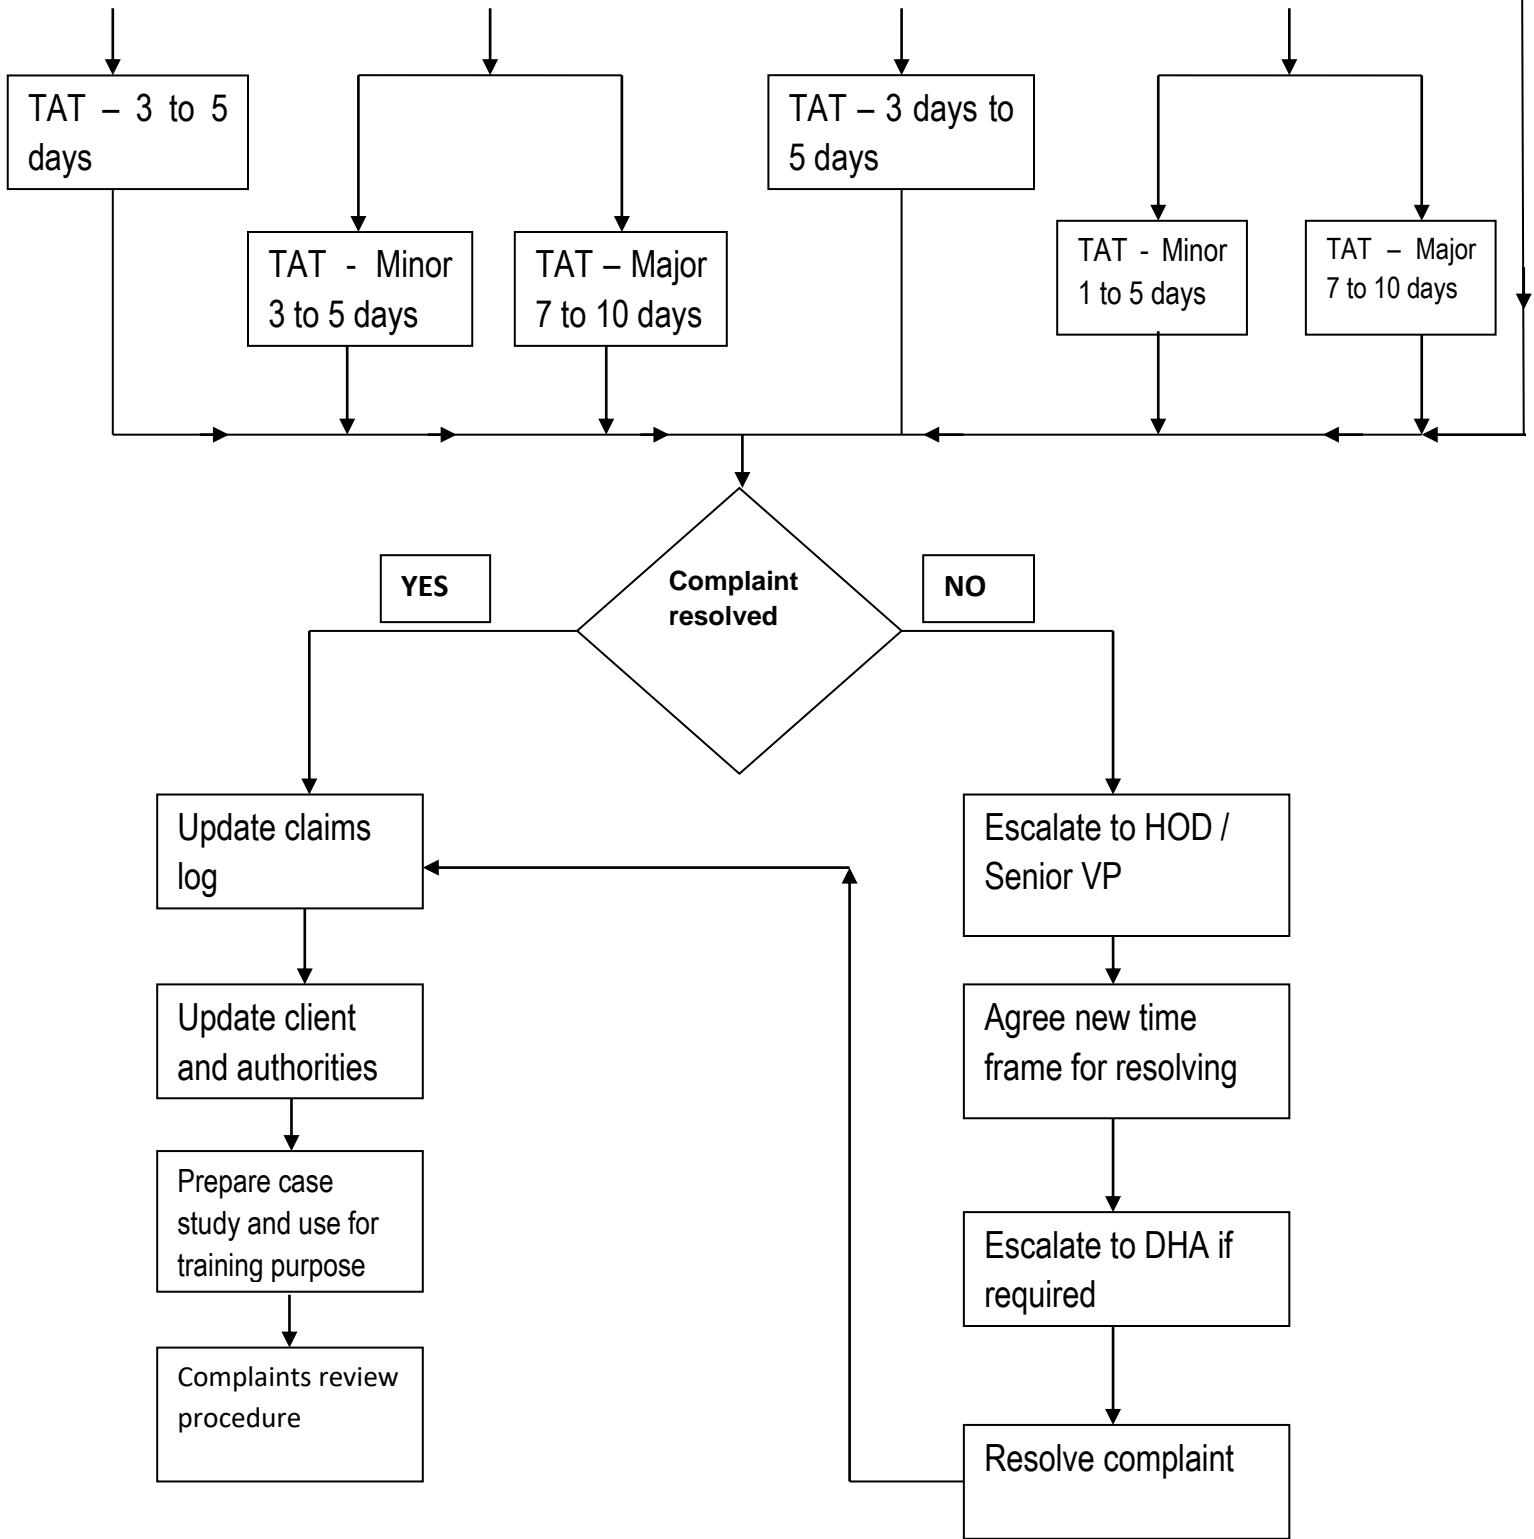 TAT – 3 to 5
days
TAT – 3 days to
5 days
TAT - Minor
3 to 5 days
TAT – Major
7 to 10 days
TAT - Minor
1 to 5 days
TAT – Major
7 to 10 days
YES
Complaint
resolved
NO
Update claims
log
Escalate to HOD /
Senior VP
Update client
and authorities
Agree new time
frame for resolving
Prepare case
study and use for
training purpose
Escalate to DHA if
required
Complaints review
procedure
Resolve complaint